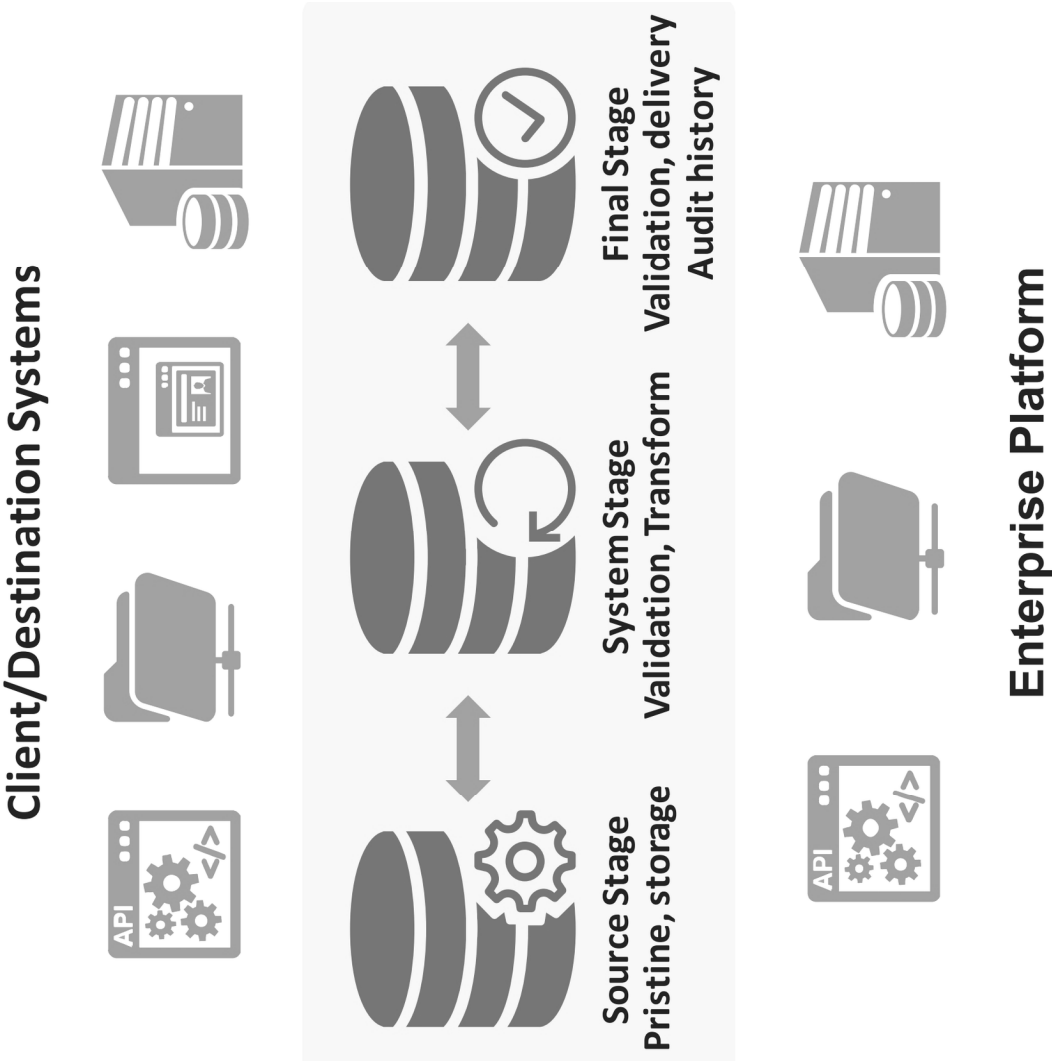 Client/Destination Systems
API
</>
Source Stage
Pristine, storage
System Stage
Validation, Transform
Final Stage
Validation, delivery
Audit history
API
</>
Enterprise Platform